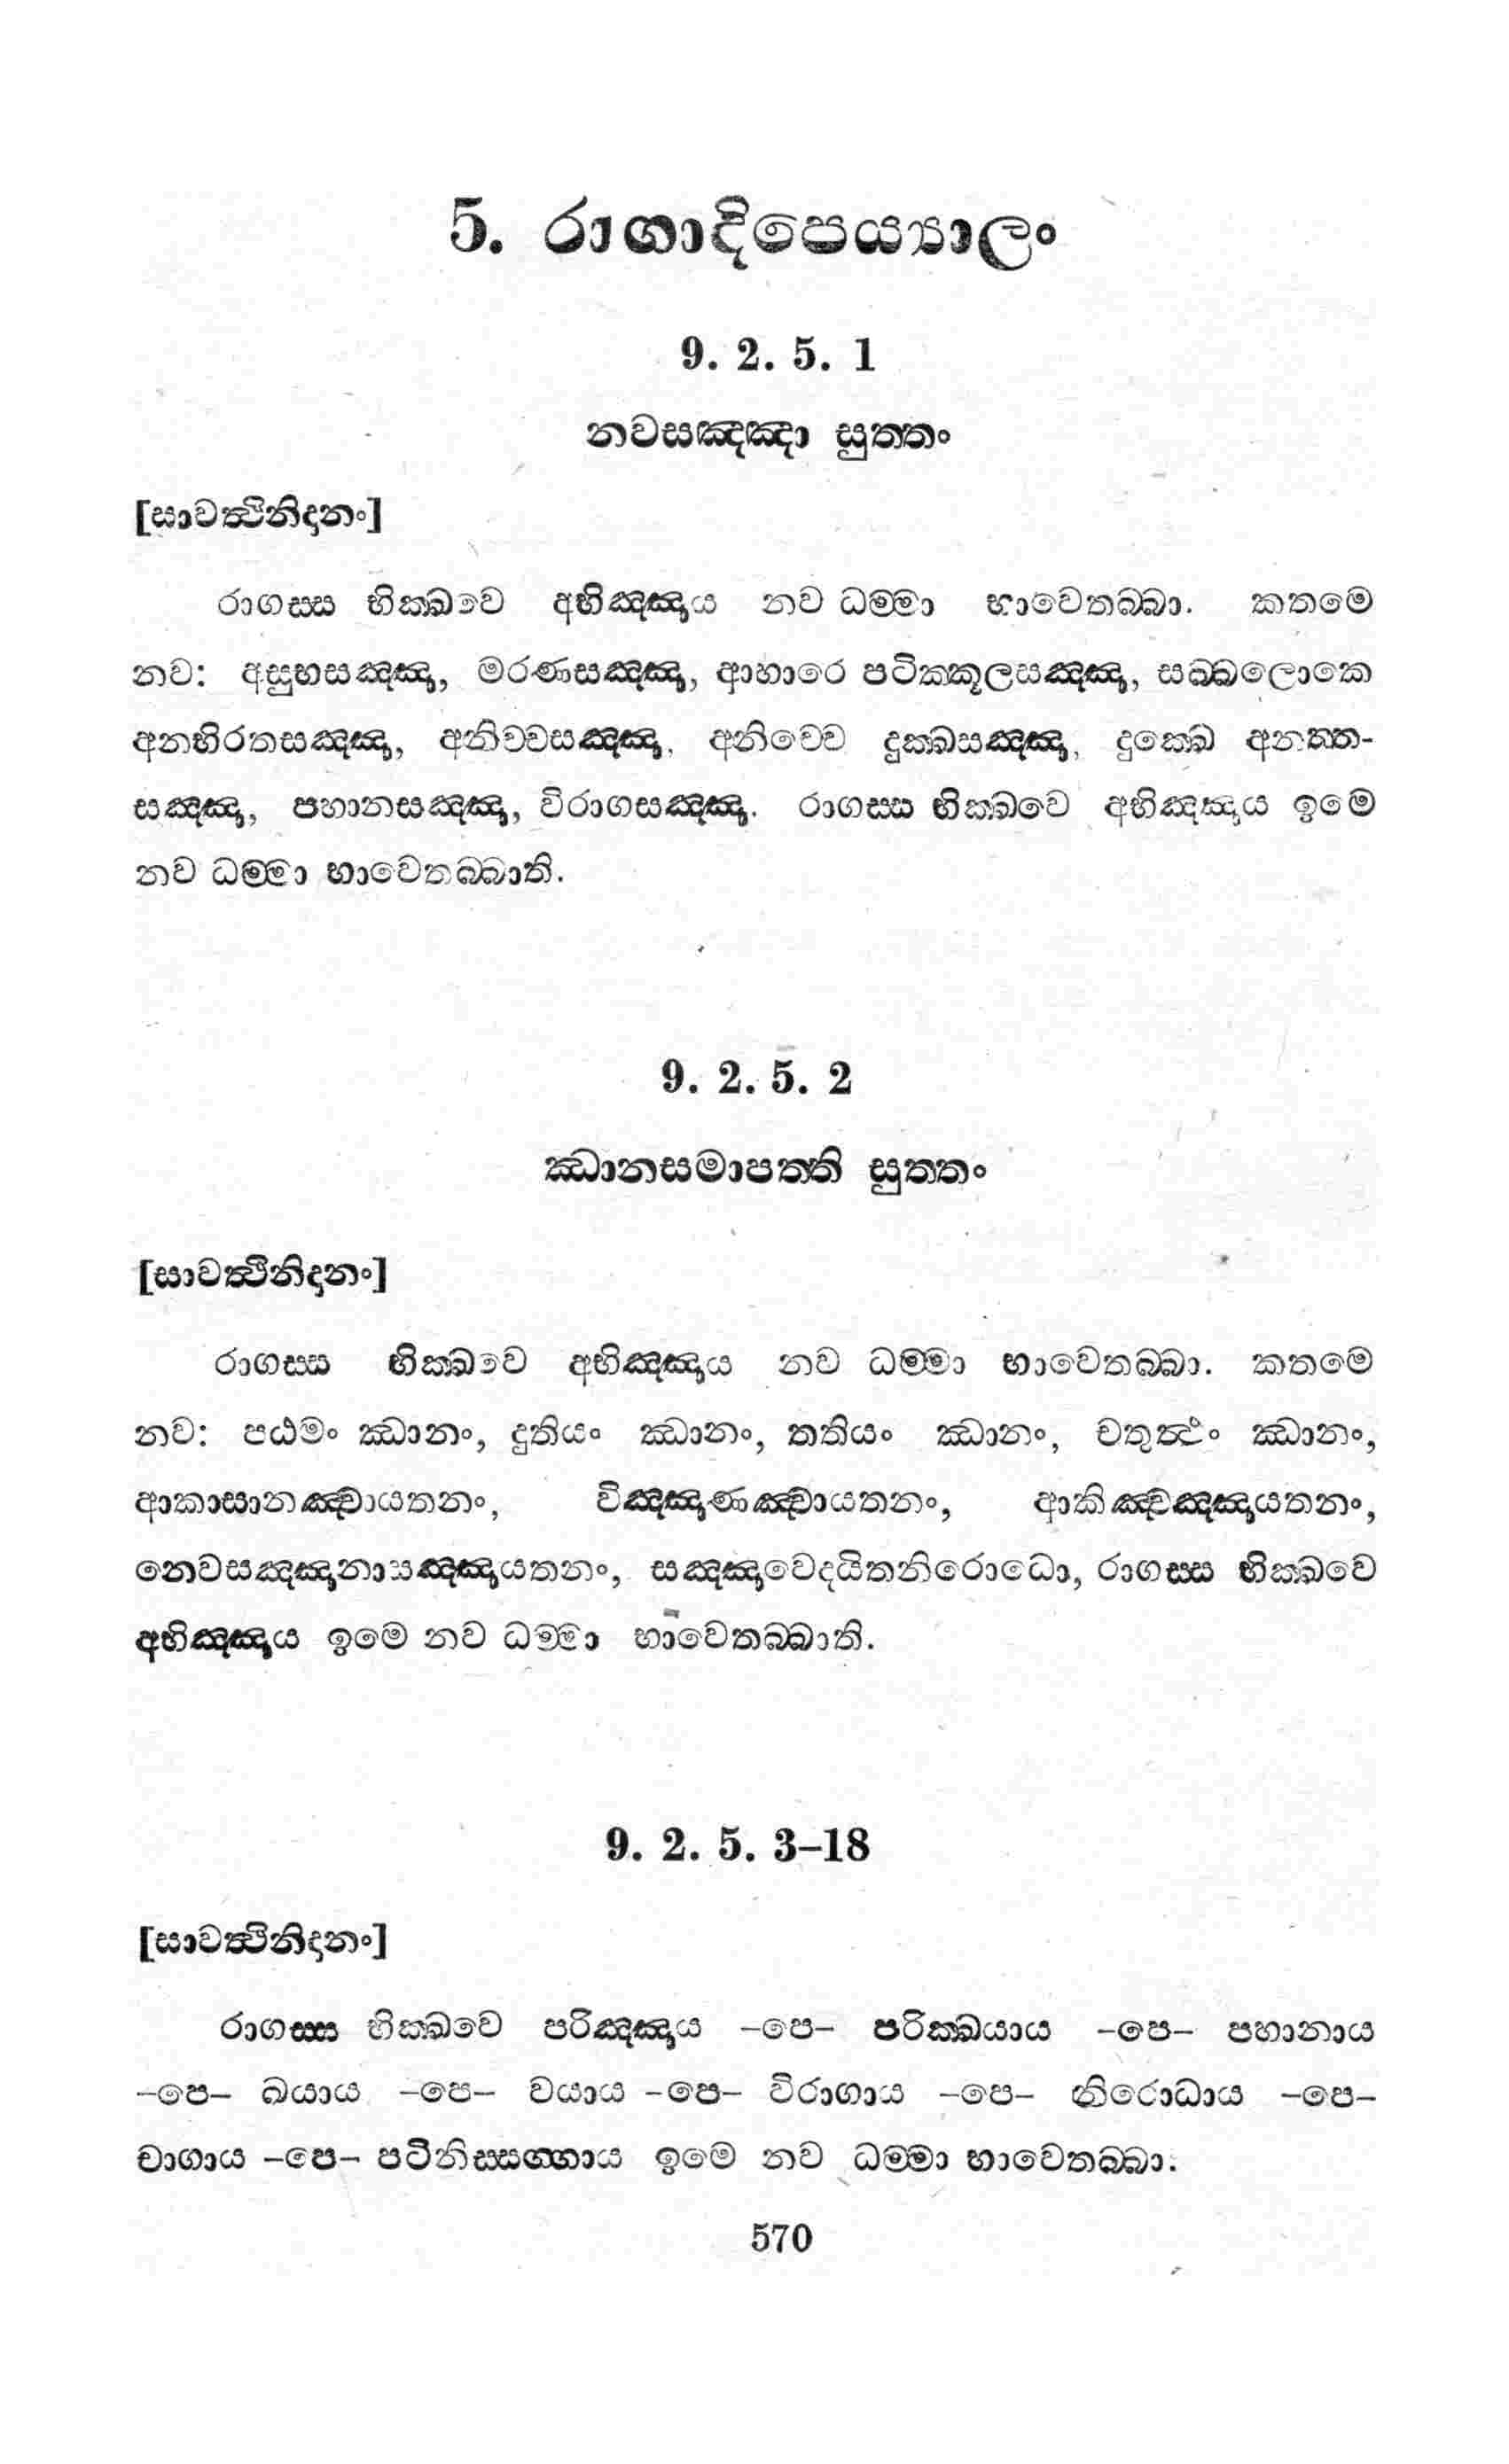 5. රාගාදිපෙය්‍යාලං
9. 2. 5. 1
නවසඤ්ඤා සුත්තං
[සාවත්ථිනිදානං]
රාගස්ස භික්ඛවෙ අභිඤ්ඤාය නව ධම්මා භාවෙතබ්බා. කතමෙ
නව: අසුභසඤ්ඤා, මරණසඤ්ඤා, ආහාරෙ පටික්කූලසඤ්ඤා, සබ්බලොකෙ
අනභිරතසඤ්ඤා, අනිච්චසඤ්ඤා, අනිච්චෙ දුක්ඛසඤ්ඤා, දුක්ඛෙ අනත්ත-
සඤ්ඤා, පහානසඤ්ඤා, විරාගසඤ්ඤා. රාගස්ස භික්ඛවෙ අභිඤ්ඤාය ඉමෙ
නව ධම්මා භාවෙතබ්බාති.
9. 2. 5. 2
ඣානසමාපත්ති සුත්තං
[සාවත්ථිනිදානං]
රාගස්ස භික්ඛවෙ අභිඤ්ඤාය නව ධම්මා භාවෙතබ්බා. කතමෙ
නව: පඨමං ඣානං, දුතියං ඣානං, තතියං ඣානං, චතුත්ථං ඣානං,
ආකාසානඤ්චායතනං, විඤ්ඤාණඤ්චායතනං, ආකිඤ්චඤ්ඤායතනං,
නෙවසඤ්ඤානාසඤ්ඤායතනං, සඤ්ඤාවෙදයිතනිරොධො, රාගස්ස භික්ඛවෙ
අභිඤ්ඤාය ඉමෙ නව ධම්මා භාවෙතබ්බාති.
9. 2. 5. 3–18
[සාවත්ථිනිදානං]
රාගස්ස භික්ඛවෙ පරිඤ්ඤාය –පෙ– පරික්ඛයාය –පෙ– පහානාය
–පෙ– ඛයාය –පෙ– වයාය –පෙ– විරාගාය –පෙ– නිරොධාය –පෙ–
චාගාය –පෙ– පටිනිස්සග්ගාය ඉමෙ නව ධම්මා භාවෙතබ්බා.
570